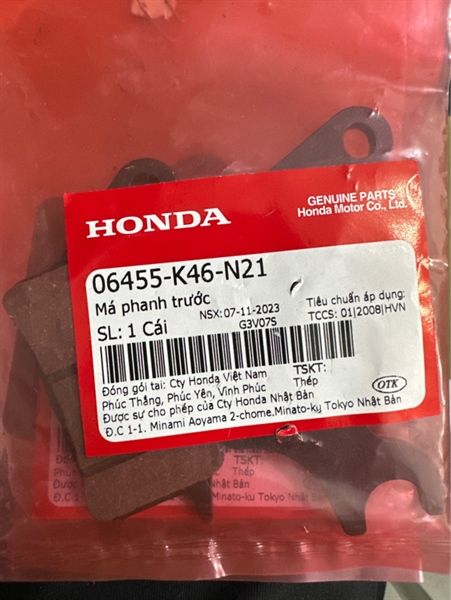 GENUINE PARTS
Honda Motor Co., Ltd.
HONDA
06455-K46-N21
Má phanh trước
NSX:07-11-2023
Tiêu chuẩn áp dụng:
SL: 1 Cái
G3V07S
TCCS: 01|2008|HVN
Đóng gói tại: Cty Honda Việt Nam
TSKT:
Phúc Thắng, Phúc Yên, Vĩnh Phúc
Thép
OTK
Được sự cho phép của Cty Honda Nhật Bản
Đ.C 1-1. Minami Aoyama 2-chome.Minato-ku Tokyo Nhật Bản
TSKT:
Thép
Nhật Bản
Minato-ku Tokyo Nhật Bản